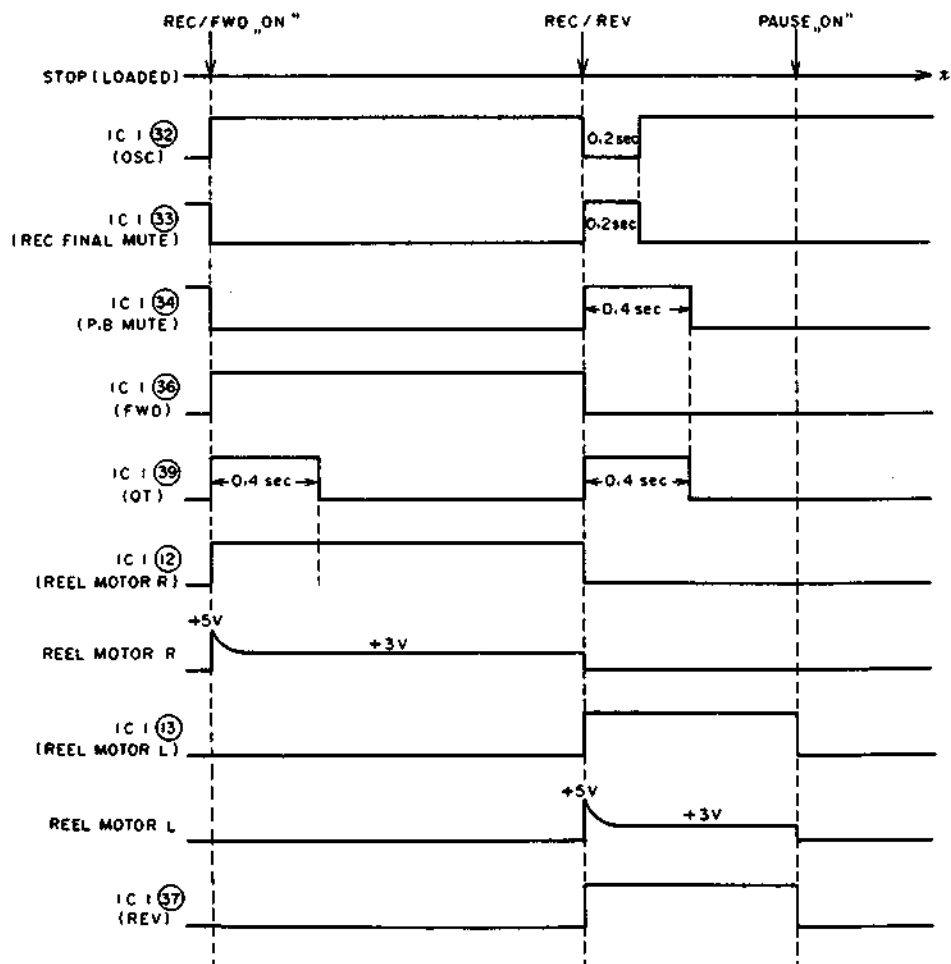 REC/FWD „ON"
REC/REV
PAUSE „ON"
STOP (LOADED)
x
IC 1 32
(OSC)
0.2 sec
IC 1 33
(REC FINAL MUTE)
0.2 sec
IC 1 34
(P.B MUTE)
0.4 sec
IC 1 36
(FWD)
IC 1 39
(QT)
0.4 sec
0.4 sec
IC 1 12
(REEL MOTOR R)
+5V
REEL MOTOR R
+3V
IC 1 13
(REEL MOTOR L)
+5V
REEL MOTOR L
+3V
IC 1 37
(REV)